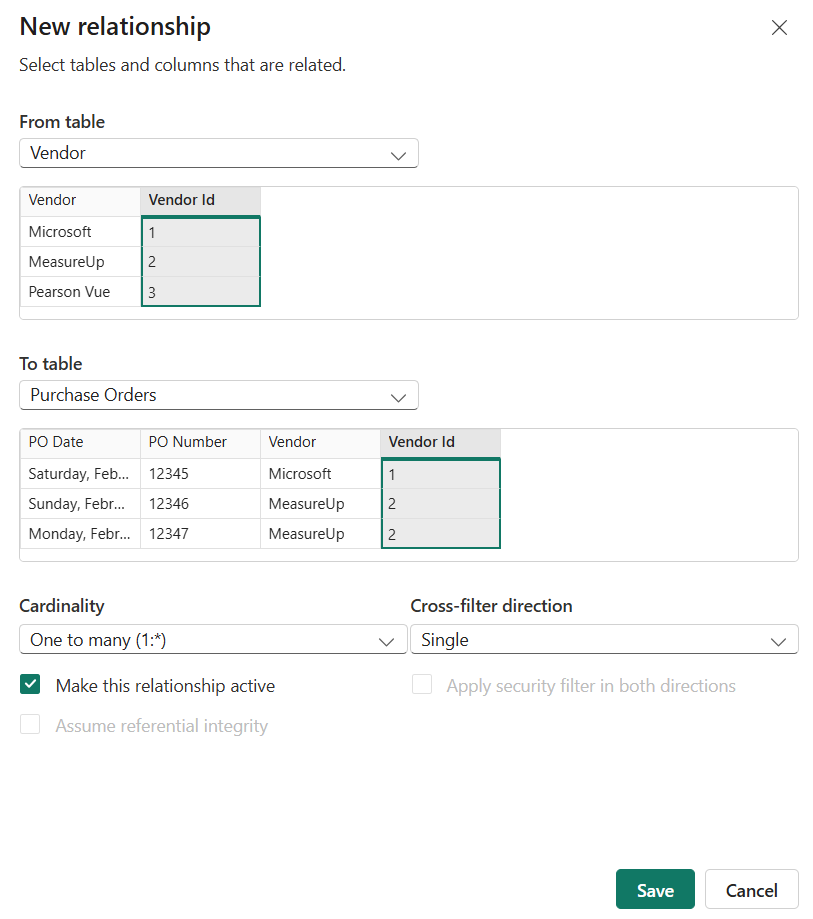 New relationship
Select tables and columns that are related.
From table
Vendor
Vendor Vendor Id
Microsoft 1
MeasureUp 2
Pearson Vue 3
To table
Purchase Orders
PO Date PO Number Vendor Vendor Id
Saturday, Feb... 12345 Microsoft 1
Sunday, Febr... 12346 MeasureUp 2
Monday, Febr... 12347 MeasureUp 2
Cardinality Cross-filter direction
One to many (1:*) Single
Make this relationship active Apply security filter in both directions
Assume referential integrity
Save Cancel